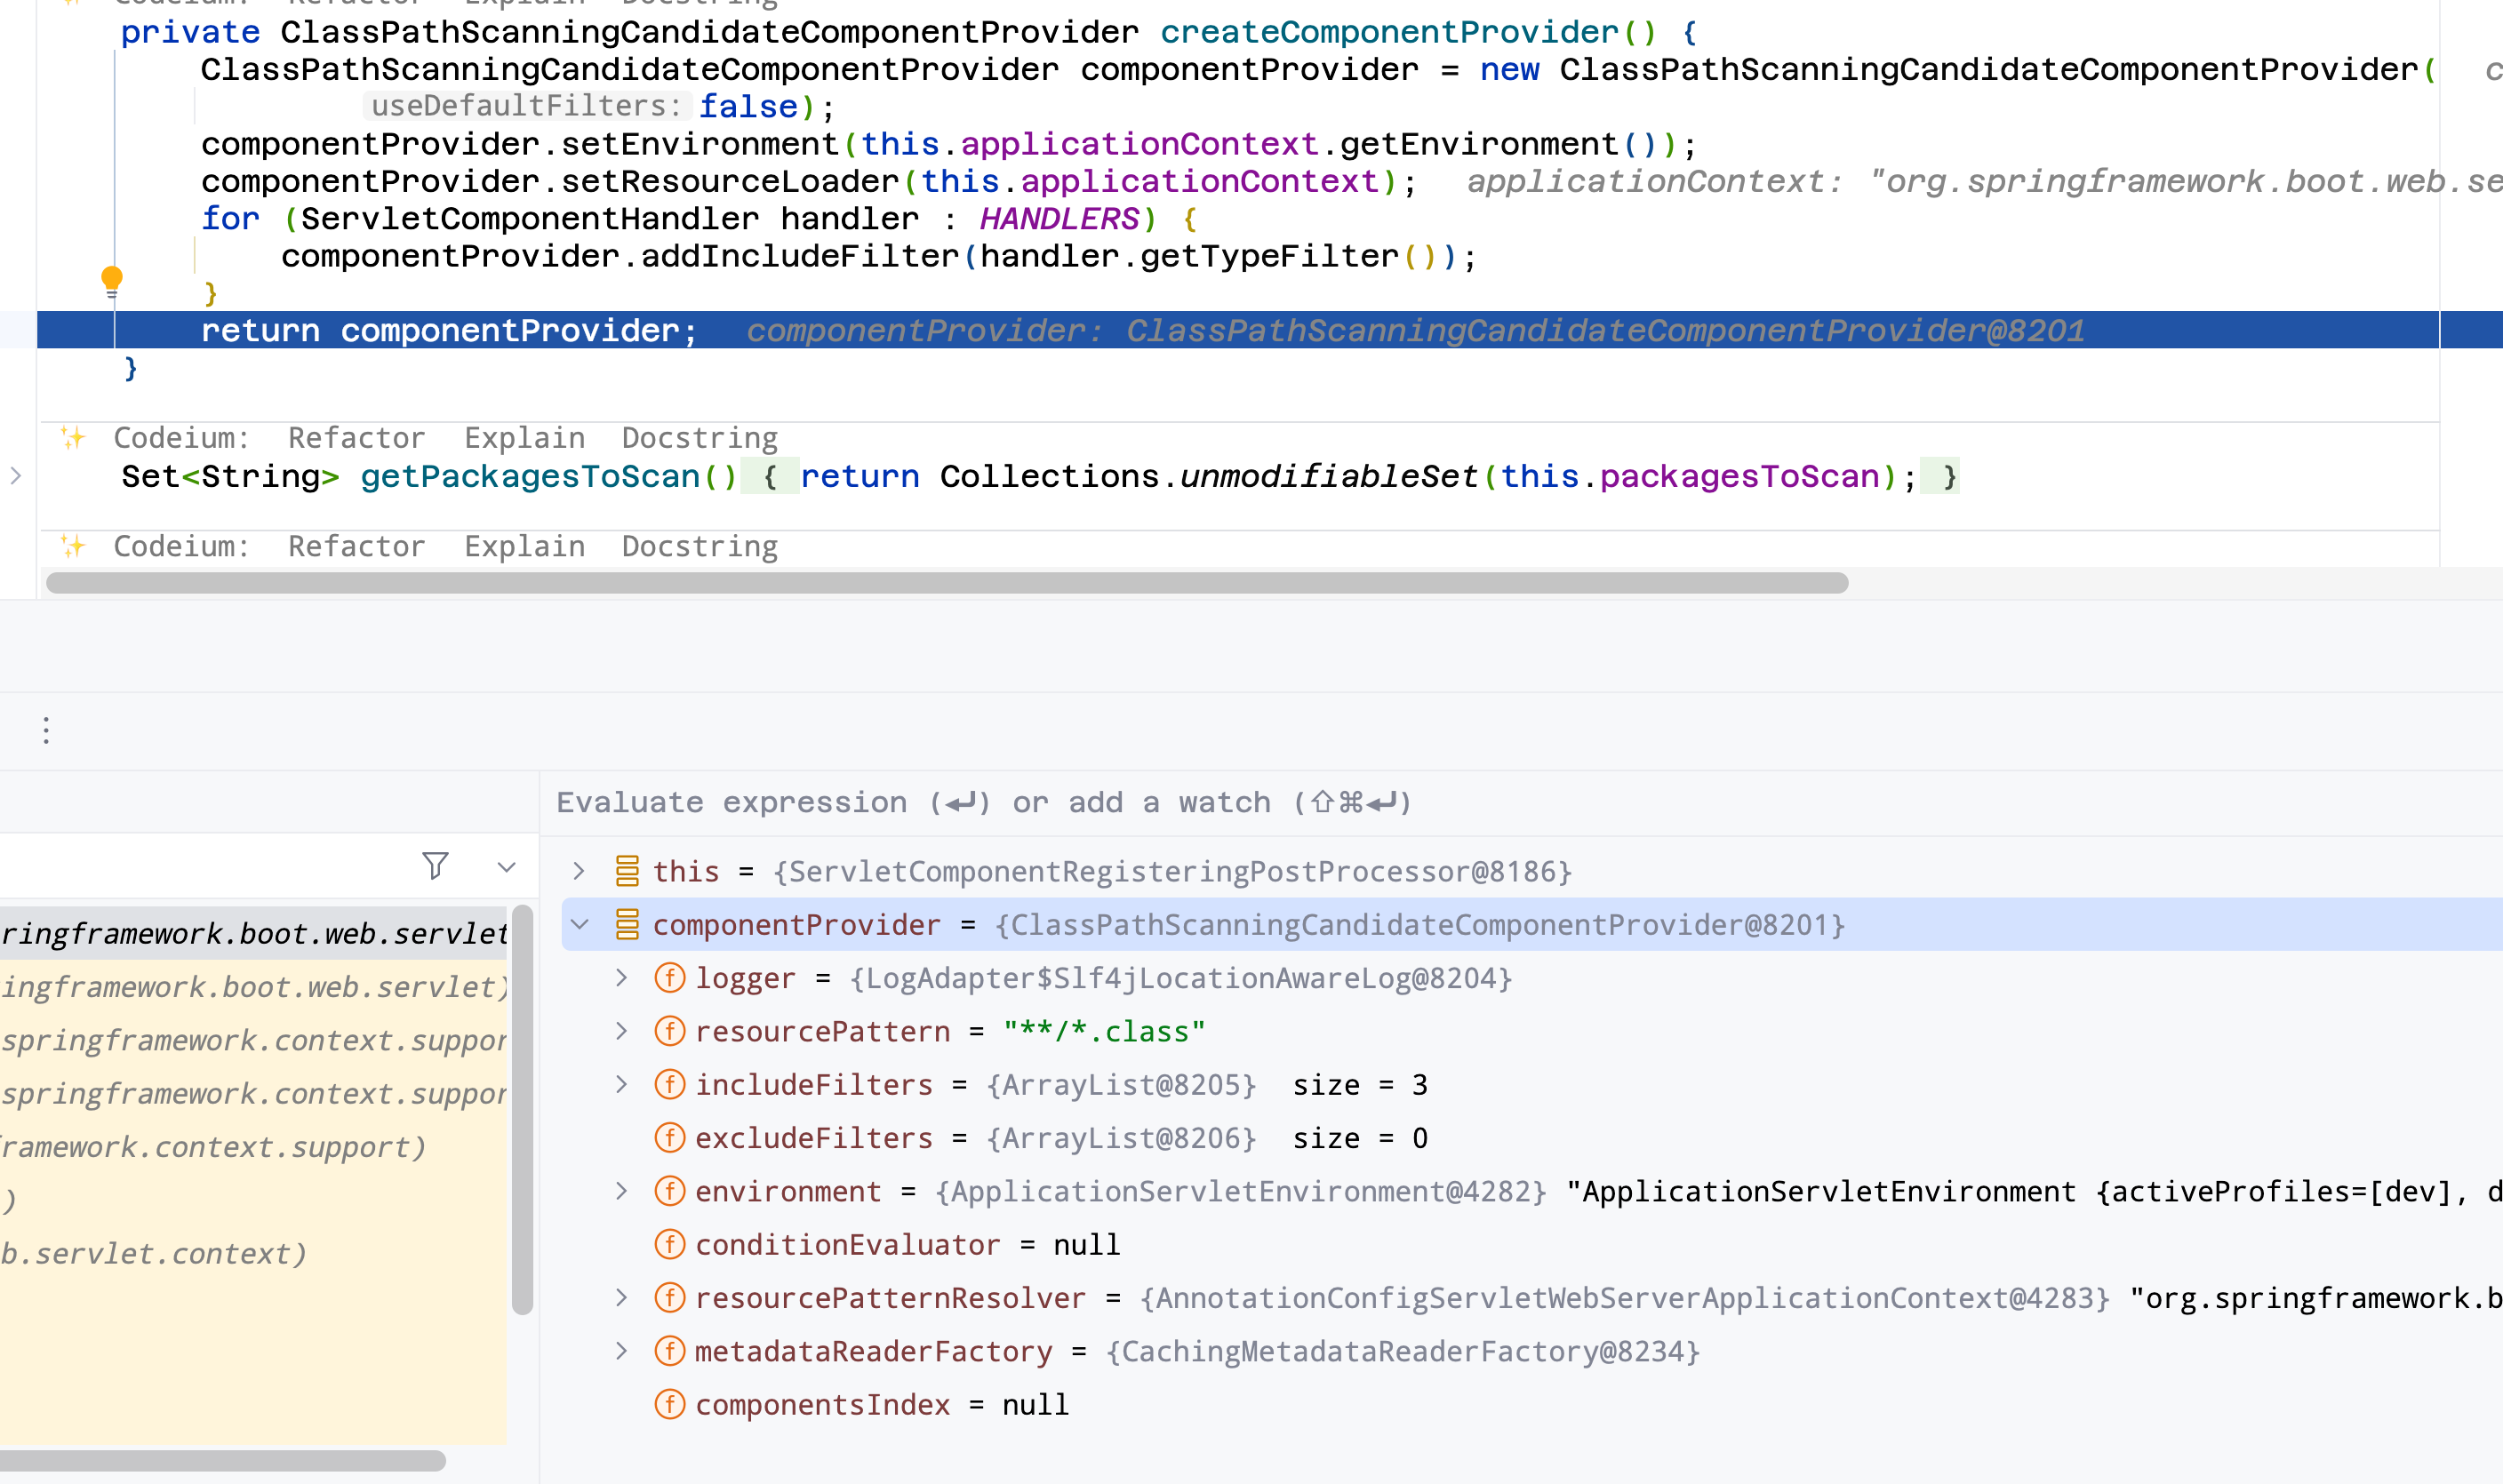 Codeium: Refactor Explain Docstring
private ClassPathScanningCandidateComponentProvider createComponentProvider() {
ClassPathScanningCandidateComponentProvider componentProvider = new ClassPathScanningCandidateComponentProvider( c
useDefaultFilters: false);
componentProvider.setEnvironment(this.applicationContext.getEnvironment());
componentProvider.setResourceLoader(this.applicationContext); applicationContext: "org.springframework.boot.web.se
for (ServletComponentHandler handler : HANDLERS) {
componentProvider.addIncludeFilter(handler.getTypeFilter());
}
return componentProvider; componentProvider: ClassPathScanningCandidateComponentProvider@8201
}
Codeium: Refactor Explain Docstring
Set<String> getPackagesToScan() { return Collections.unmodifiableSet(this.packagesToScan); }
Codeium: Refactor Explain Docstring
Evaluate expression (⏎) or add a watch (⇧⌘⏎)
ringframework.boot.web.servlet
ingframework.boot.web.servlet)
springframework.context.suppor
springframework.context.suppor
ramework.context.support)
)
b.servlet.context)
this = {ServletComponentRegisteringPostProcessor@8186}
componentProvider = {ClassPathScanningCandidateComponentProvider@8201}
logger = {LogAdapter$Slf4jLocationAwareLog@8204}
resourcePattern = "**/*.class"
includeFilters = {ArrayList@8205} size = 3
excludeFilters = {ArrayList@8206} size = 0
environment = {ApplicationServletEnvironment@4282} "ApplicationServletEnvironment {activeProfiles=[dev], d
conditionEvaluator = null
resourcePatternResolver = {AnnotationConfigServletWebServerApplicationContext@4283} "org.springframework.b
metadataReaderFactory = {CachingMetadataReaderFactory@8234}
componentsIndex = null